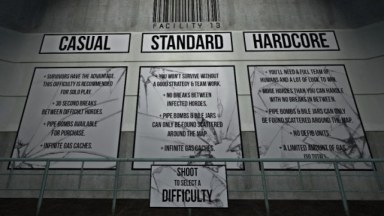 FACILITY 13
CASUAL
STANDARD
HARDCORE
• SURVIVORS HAVE THE ADVANTAGE
THIS DIFFICULTY IS RECOMMENDED
FOR SOLO PLAY.
• 30 SECOND BREAKS
BETWEEN DIFFICULT HORDES.
• PIPE BOMBS AVAILABLE
FOR PURCHASE.
• INFINITE GAS CACHES.
• YOU WON'T SURVIVE WITHOUT
A GOOD STRATEGY & TEAM WORK.
• NO BREAKS BETWEEN
INFECTED HORDES.
• PIPE BOMBS & BILE JARS
CAN ONLY BE FOUND SCATTERED
AROUND THE MAP.
• INFINITE GAS CACHES.
• YOU'LL NEED A FULL TEAM OF
HUMANS AND A LOT OF LUCK TO WIN.
• MORE HORDES THAN YOU CAN HANDLE
WITH NO BREAKS IN BETWEEN.
• PIPE BOMBS & BILE JARS CAN ONLY
BE FOUND SCATTERED AROUND THE MAP.
• NO DEFIB UNITS.
• A LIMITED AMOUNT OF GAS
SHOOT
TO SELECT A
DIFFICULTY